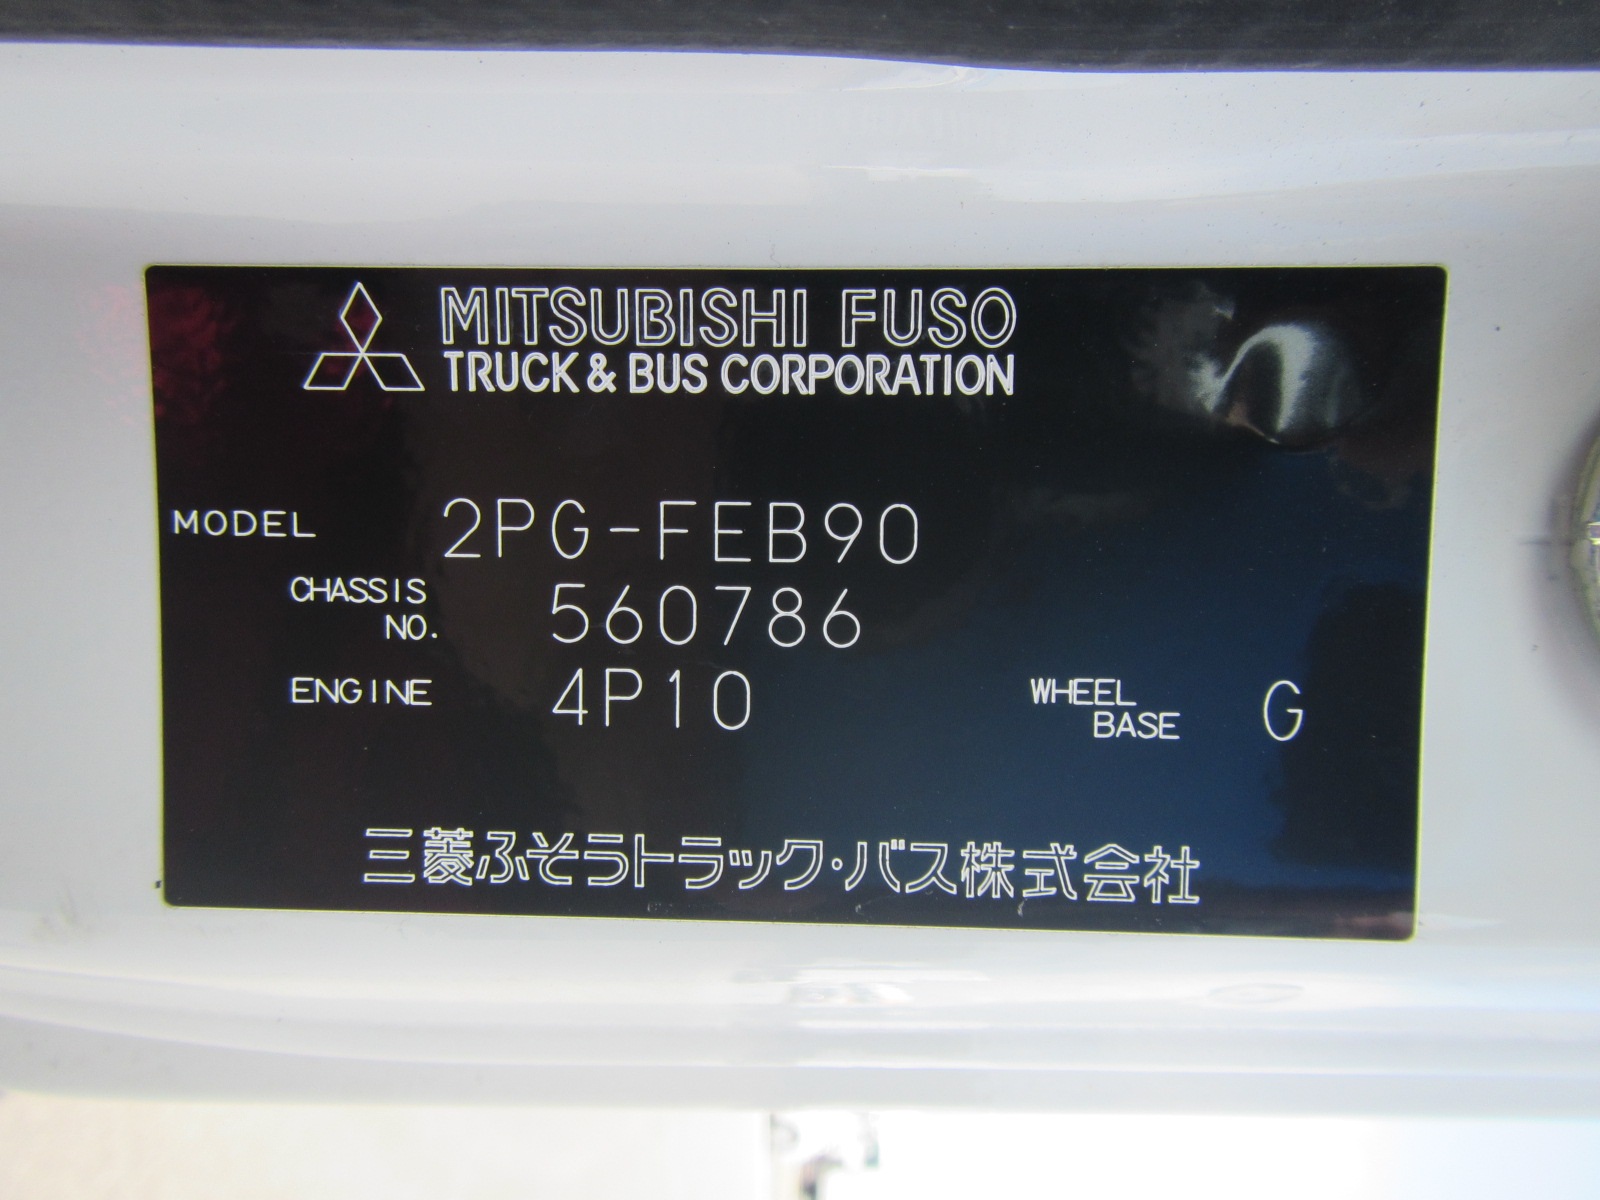 MITSUBISHI FUSO
TRUCK & BUS CORPORATION
MODEL 2PG-FEB90
CHASSIS NO. 560786
ENGINE 4P10 WHEEL BASE G
三菱ふそうトラック・バス株式会社